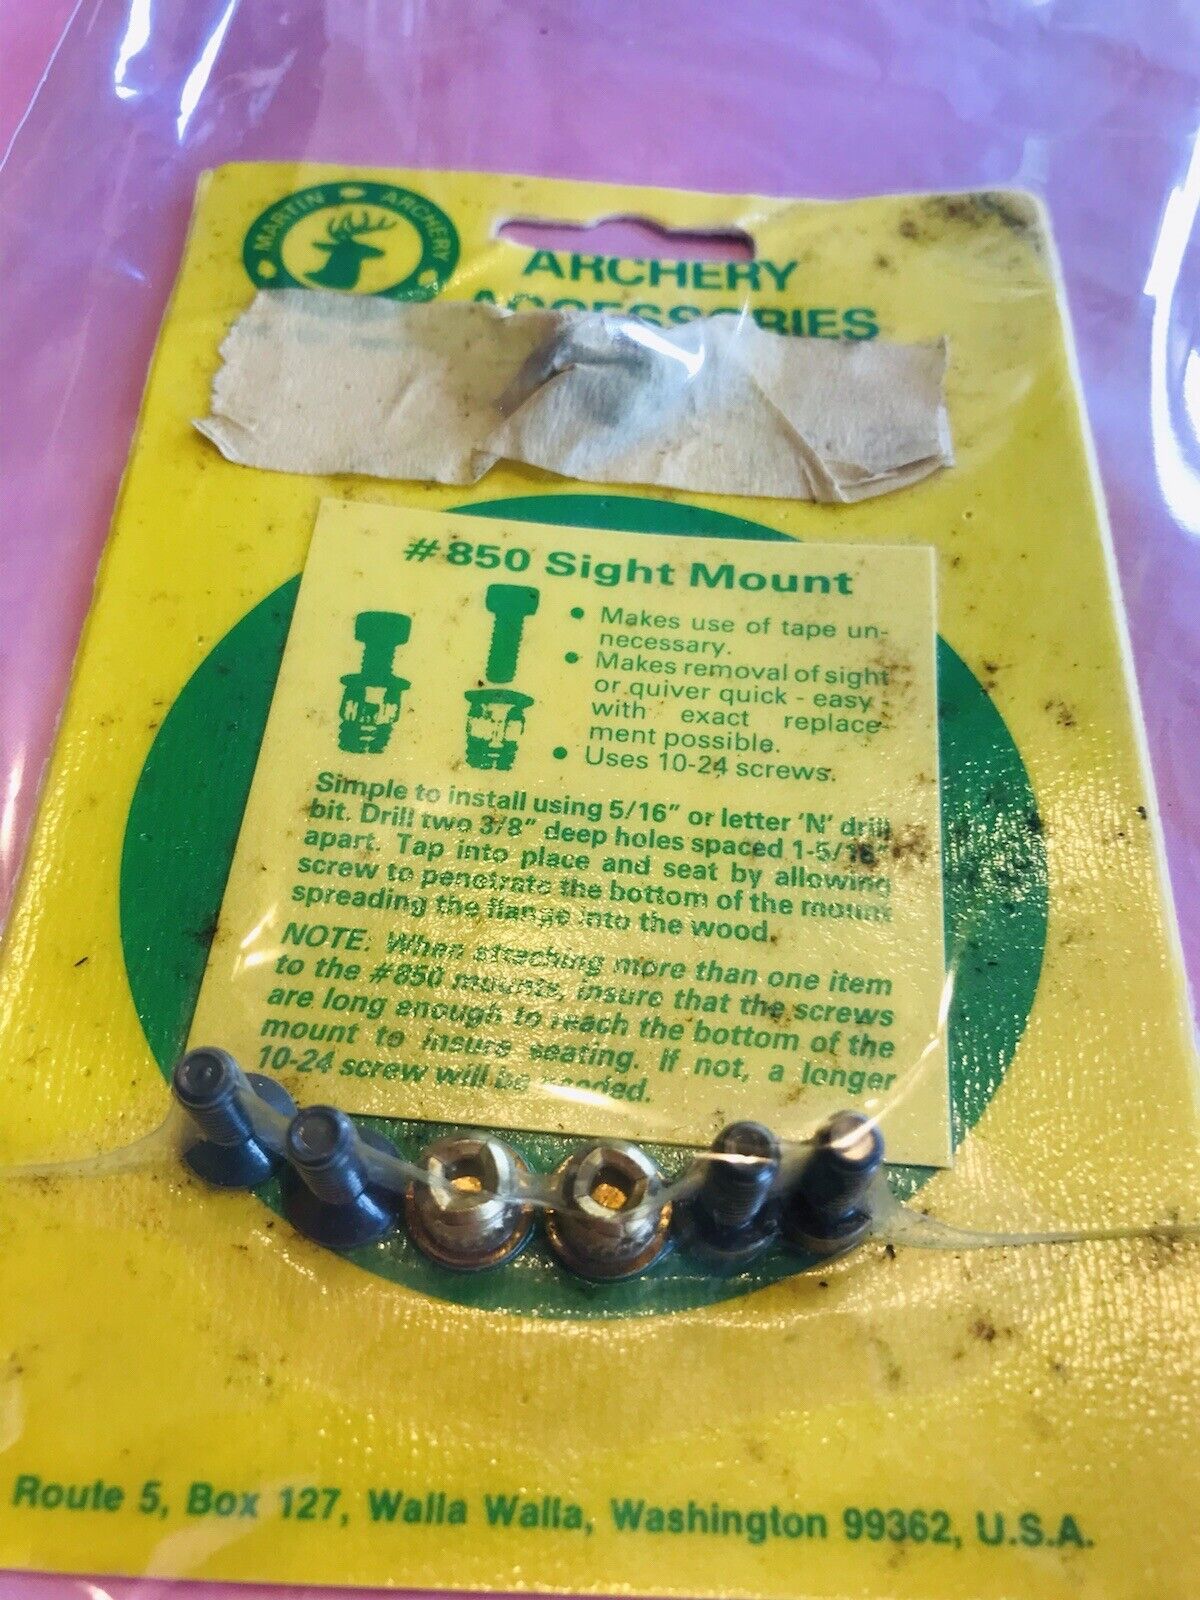 MARTIN ARCHERY
ARCHERY
ACCESSORIES
#850 Sight Mount
• Makes use of tape un-
necessary.
• Makes removal of sight
or quiver quick - easy
with exact replace-
ment possible.
• Uses 10-24 screws.
Simple to install using 5/16" or letter 'N' drill
bit. Drill two 3/8" deep holes spaced 1-5/16"
apart. Tap into place and seat by allowing
screw to penetrate the bottom of the mount
spreading the flange into the wood.
NOTE: When attaching more than one item
to the #850 mounts, insure that the screws
are long enough to reach the bottom of the
mount to insure seating. If not, a longer
10-24 screw will be needed.
Route 5, Box 127, Walla Walla, Washington 99362, U.S.A.